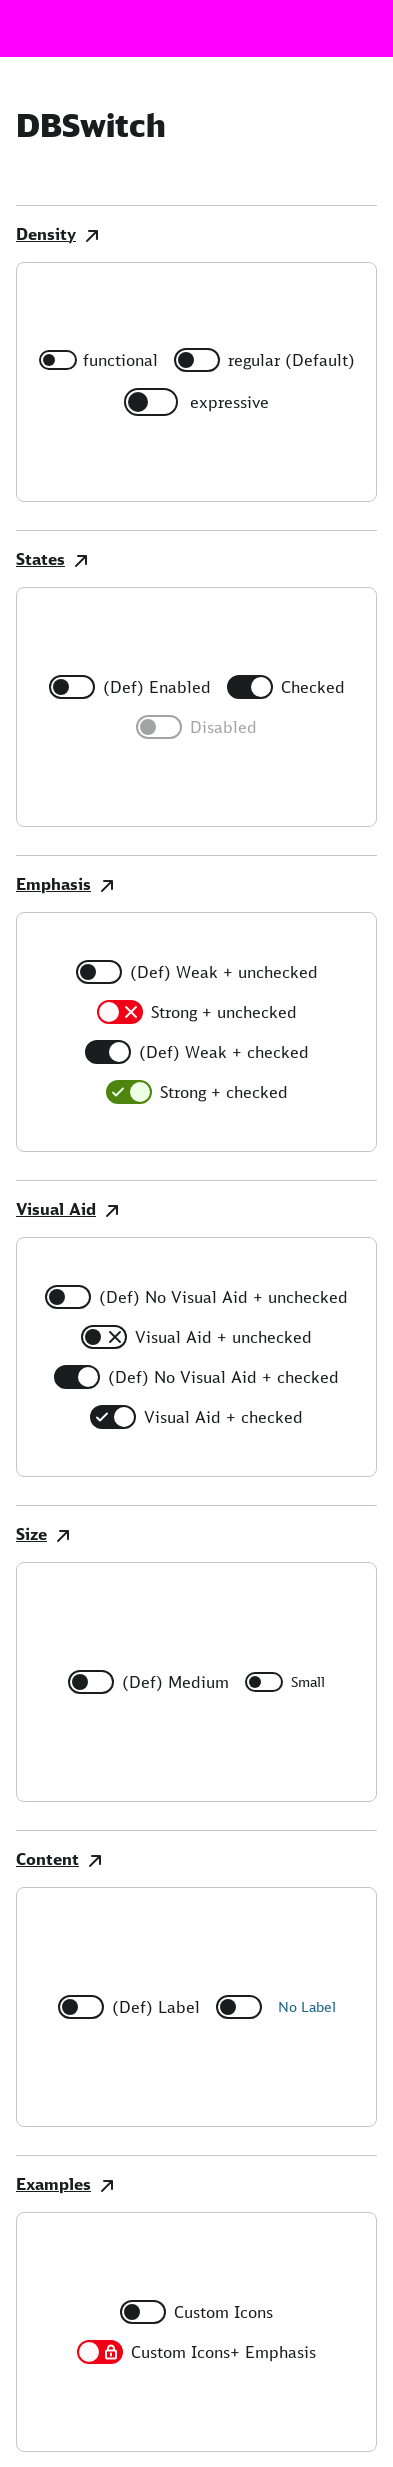 DBSwitch
Density
functional regular (Default)
expressive
States
(Def) Enabled Checked
Disabled
Emphasis
(Def) Weak + unchecked
Strong + unchecked
(Def) Weak + checked
Strong + checked
Visual Aid
(Def) No Visual Aid + unchecked
Visual Aid + unchecked
(Def) No Visual Aid + checked
Visual Aid + checked
Size
(Def) Medium Small
Content
(Def) Label No Label
Examples
Custom Icons
Custom Icons+ Emphasis